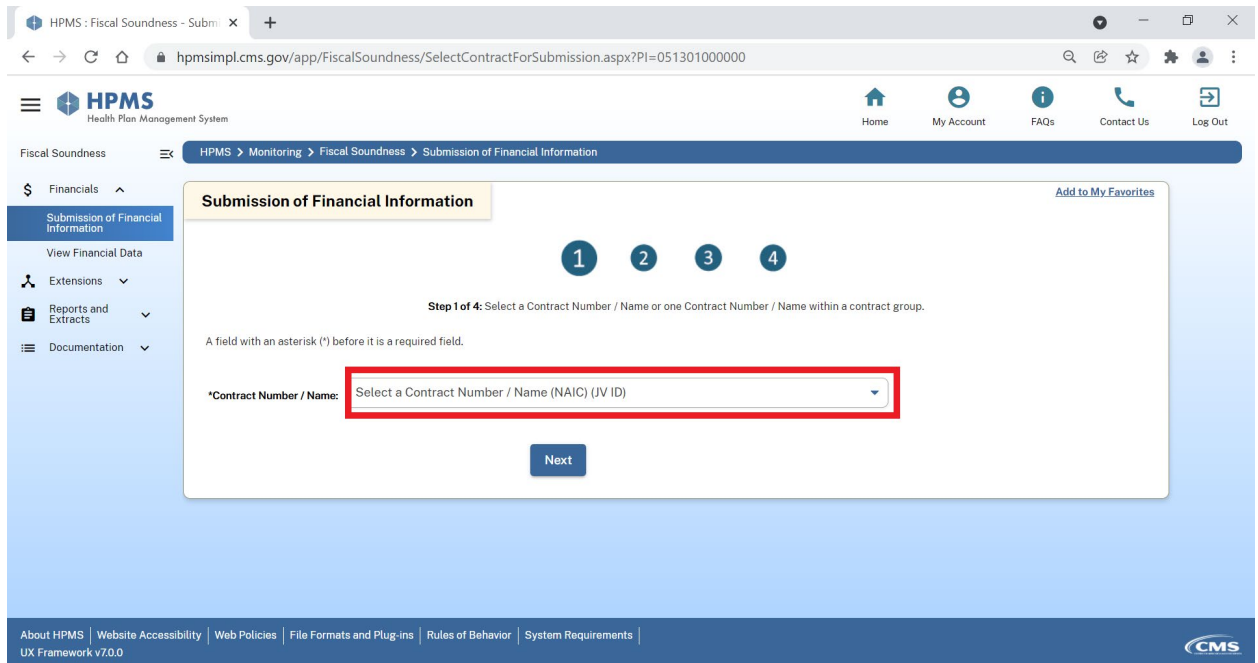 HPMS : Fiscal Soundness - Subm
hpmsimpl.cms.gov/app/FiscalSoundness/SelectContractForSubmission.aspx?PI=051301000000
HPMS
Health Plan Management System
Home
My Account
FAQs
Contact Us
Log Out
Fiscal Soundness
HPMS > Monitoring > Fiscal Soundness > Submission of Financial Information
$ Financials
Submission of Financial
Information
View Financial Data
Extensions
Reports and
Extracts
Documentation
Submission of Financial Information
Add to My Favorites
1 2 3 4
Step 1 of 4: Select a Contract Number / Name or one Contract Number / Name within a contract group.
A field with an asterisk (*) before it is a required field.
*Contract Number / Name: Select a Contract Number / Name (NAIC) (JV ID)
Next
About HPMS | Website Accessibility | Web Policies | File Formats and Plug-ins | Rules of Behavior | System Requirements |
UX Framework v7.0.0
CMS